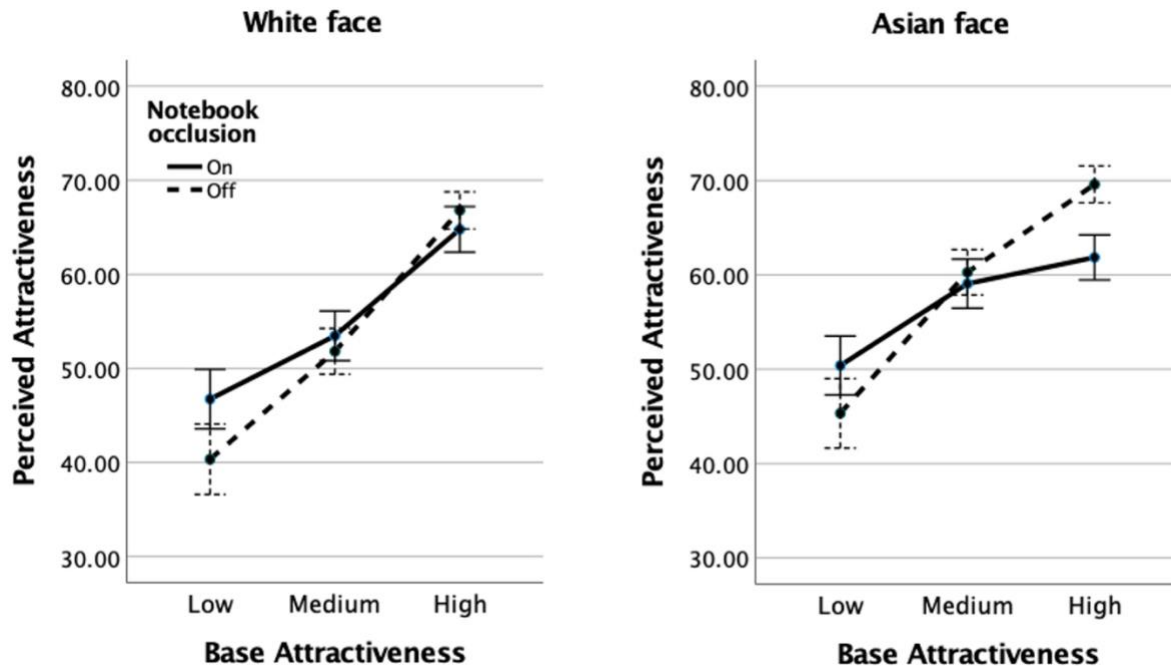 White face
80.00
70.00
60.00
50.00
40.00
30.00
Perceived Attractiveness
Notebook
occlusion
On
Off
Low Medium High
Base Attractiveness
Asian face
80.00
70.00
60.00
50.00
40.00
30.00
Perceived Attractiveness
Low Medium High
Base Attractiveness